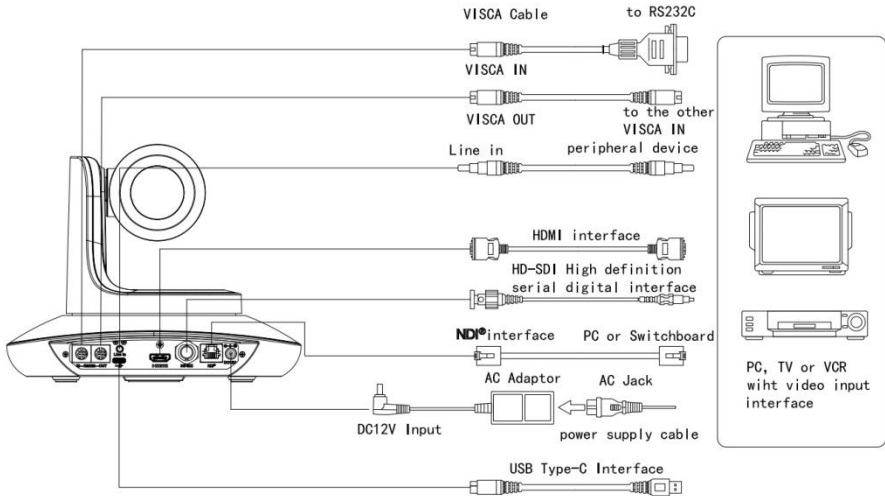 VISCA Cable
to RS232C
VISCA IN
VISCA OUT
to the other
VISCA IN
Line in
peripheral device
HDMI interface
HD-SDI High definition
serial digital interface
NDI® interface
PC or Switchboard
AC Adaptor
AC Jack
DC12V Input
power supply cable
USB Type-C Interface
PC, TV or VCR
wiht video input
interface